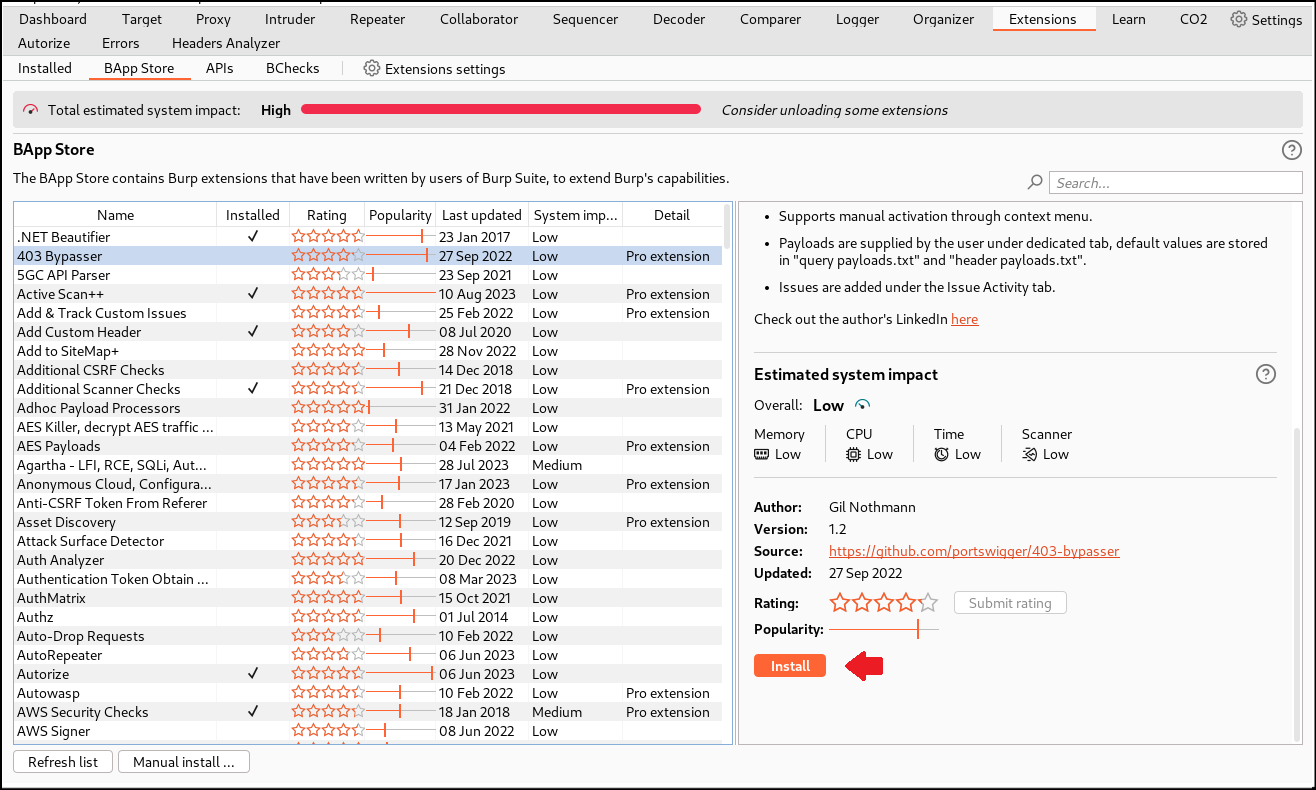 Dashboard Target Proxy Intruder Repeater Collaborator Sequencer Decoder Comparer Logger Organizer Extensions Learn CO2 Settings
Autorize Errors Headers Analyzer
Installed BApp Store APIs BChecks Extensions settings
Total estimated system impact: High Consider unloading some extensions
BApp Store
The BApp Store contains Burp extensions that have been written by users of Burp Suite, to extend Burp's capabilities.
Search...
Name Installed Rating Popularity Last updated System imp... Detail
.NET Beautifier ✓ 23 Jan 2017 Low
403 Bypasser 27 Sep 2022 Low Pro extension
5GC API Parser 23 Sep 2021 Low
Active Scan++ ✓ 10 Aug 2023 Low Pro extension
Add & Track Custom Issues 25 Feb 2022 Low Pro extension
Add Custom Header ✓ 08 Jul 2020 Low
Add to SiteMap+ 28 Nov 2022 Low
Additional CSRF Checks 14 Dec 2018 Low
Additional Scanner Checks ✓ 21 Dec 2018 Low Pro extension
Adhoc Payload Processors 31 Jan 2022 Low
AES Killer, decrypt AES traffic ... 13 May 2021 Low
AES Payloads 04 Feb 2022 Low Pro extension
Agartha - LFI, RCE, SQLi, Aut... 28 Jul 2023 Medium
Anonymous Cloud, Configura... 17 Jan 2023 Low Pro extension
Anti-CSRF Token From Referer 28 Feb 2020 Low
Asset Discovery 12 Sep 2019 Low Pro extension
Attack Surface Detector 16 Dec 2021 Low
Auth Analyzer 20 Dec 2022 Low
Authentication Token Obtain ... 08 Mar 2023 Low
AuthMatrix 15 Oct 2021 Low
Authz 01 Jul 2014 Low
Auto-Drop Requests 10 Feb 2022 Low
AutoRepeater 06 Jun 2023 Low
Autorize ✓ 06 Jun 2023 Low
Autowasp 10 Feb 2022 Low Pro extension
AWS Security Checks ✓ 18 Jan 2018 Medium Pro extension
AWS Signer 08 Jun 2022 Low
Refresh list Manual install ...
• Supports manual activation through context menu.
• Payloads are supplied by the user under dedicated tab, default values are stored
in "query payloads.txt" and "header payloads.txt".
• Issues are added under the Issue Activity tab.
Check out the author's LinkedIn here
Estimated system impact
Overall: Low
Memory CPU Time Scanner
Low Low Low Low
Author: Gil Nothmann
Version: 1.2
Source: https://github.com/portswigger/403-bypasser
Updated: 27 Sep 2022
Rating: Submit rating
Popularity:
Install